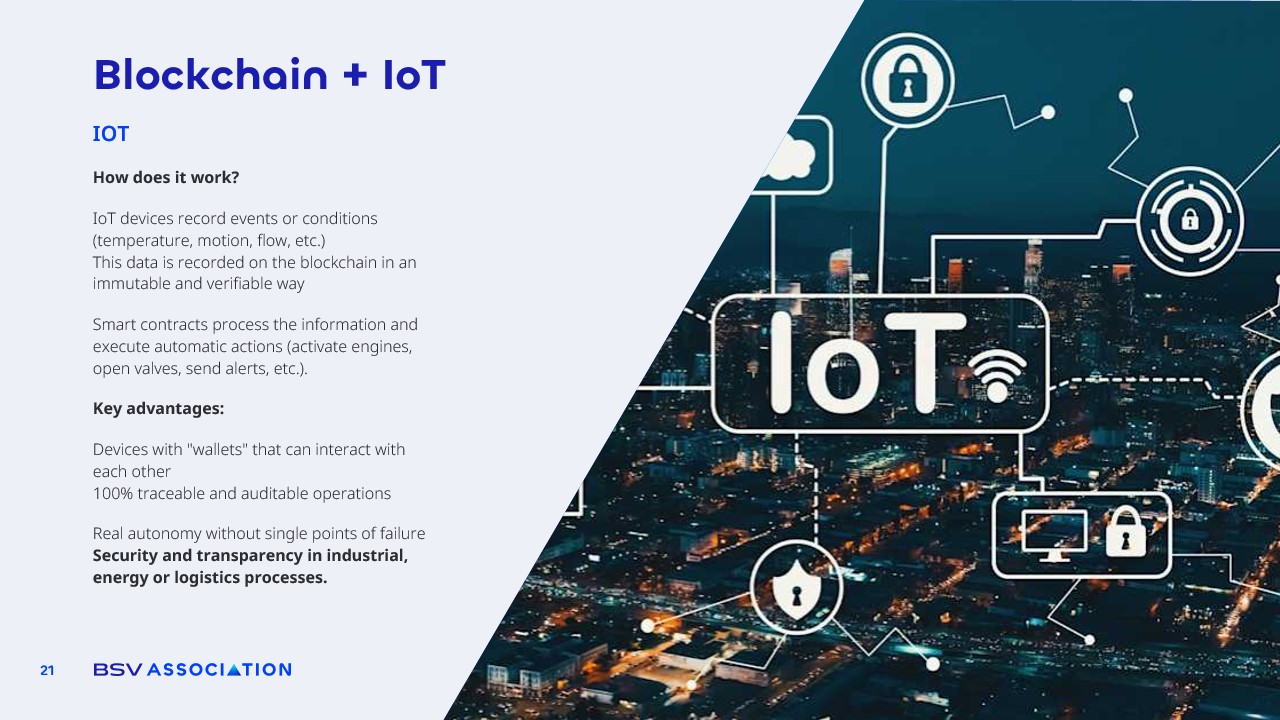 Blockchain + IoT
IOT
How does it work?
IoT devices record events or conditions
(temperature, motion, flow, etc.)
This data is recorded on the blockchain in an
immutable and verifiable way
Smart contracts process the information and
execute automatic actions (activate engines,
open valves, send alerts, etc.).
Key advantages:
Devices with "wallets" that can interact with
each other
100% traceable and auditable operations
Real autonomy without single points of failure
Security and transparency in industrial,
energy or logistics processes.
21
BSV ASSOCIATION
IoT